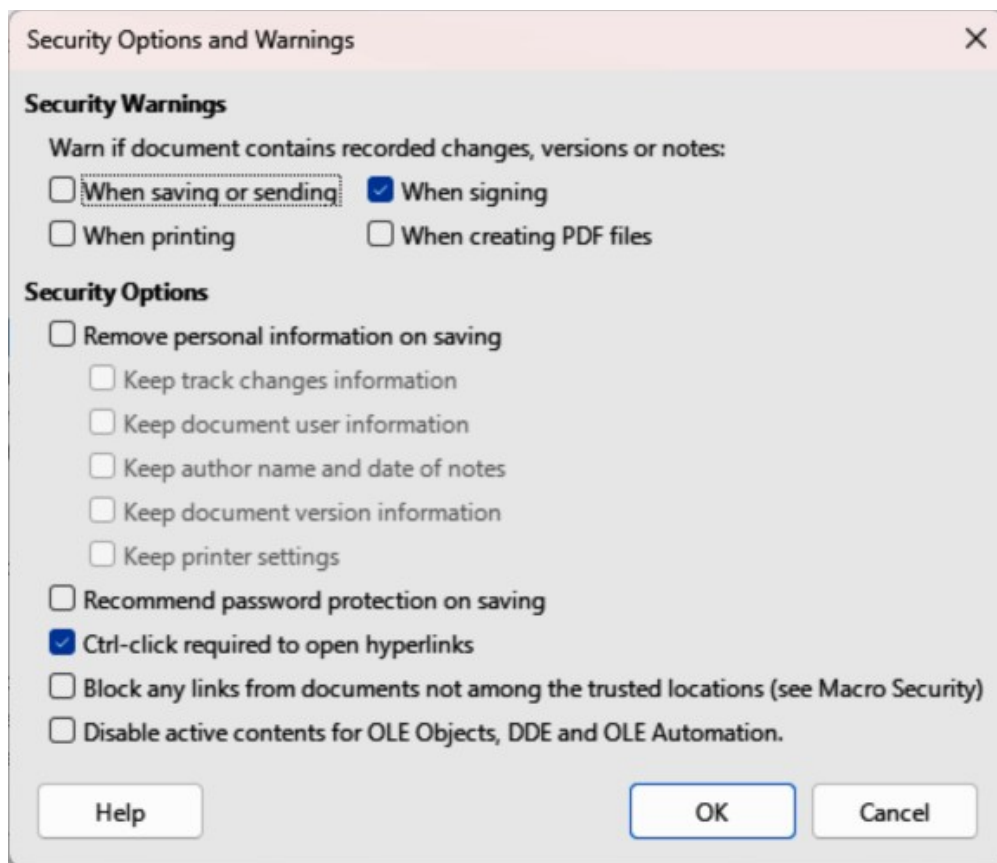 Security Options and Warnings
Security Warnings
Warn if document contains recorded changes, versions or notes:
When saving or sending When signing
When printing When creating PDF files
Security Options
Remove personal information on saving
Keep track changes information
Keep document user information
Keep author name and date of notes
Keep document version information
Keep printer settings
Recommend password protection on saving
Ctrl-click required to open hyperlinks
Block any links from documents not among the trusted locations (see Macro Security)
Disable active contents for OLE Objects, DDE and OLE Automation.
Help OK Cancel